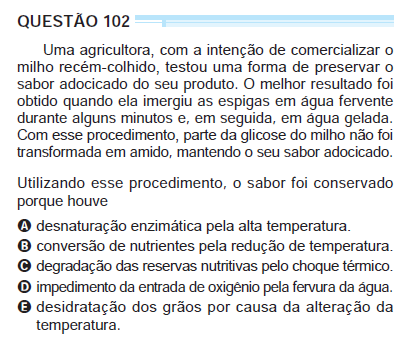 QUESTÃO 102
Uma agricultora, com a intenção de comercializar o
milho recém-colhido, testou uma forma de preservar o
sabor adocicado do seu produto. O melhor resultado foi
obtido quando ela imergiu as espigas em água fervente
durante alguns minutos e, em seguida, em água gelada.
Com esse procedimento, parte da glicose do milho não foi
transformada em amido, mantendo o seu sabor adocicado.
Utilizando esse procedimento, o sabor foi conservado
porque houve
A desnaturação enzimática pela alta temperatura.
B conversão de nutrientes pela redução de temperatura.
C degradação das reservas nutritivas pelo choque térmico.
D impedimento da entrada de oxigênio pela fervura da água.
E desidratação dos grãos por causa da alteração da
temperatura.